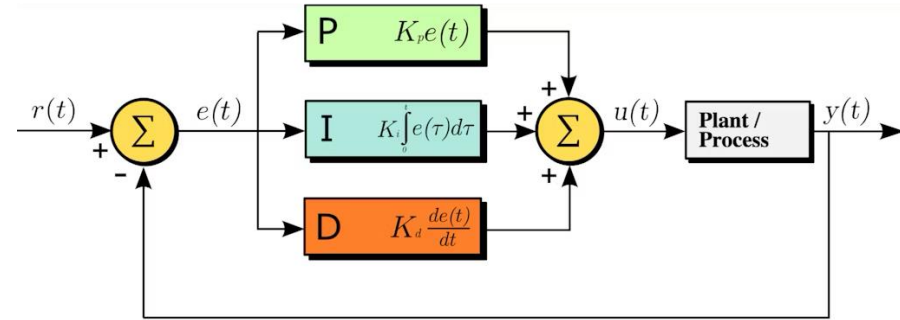 P K_p e(t)
r(t) Σ e(t) I K_i ∫_0^t e(τ)dτ Σ u(t) Plant / Process y(t)
+ − + + +
D K_d de(t)/dt